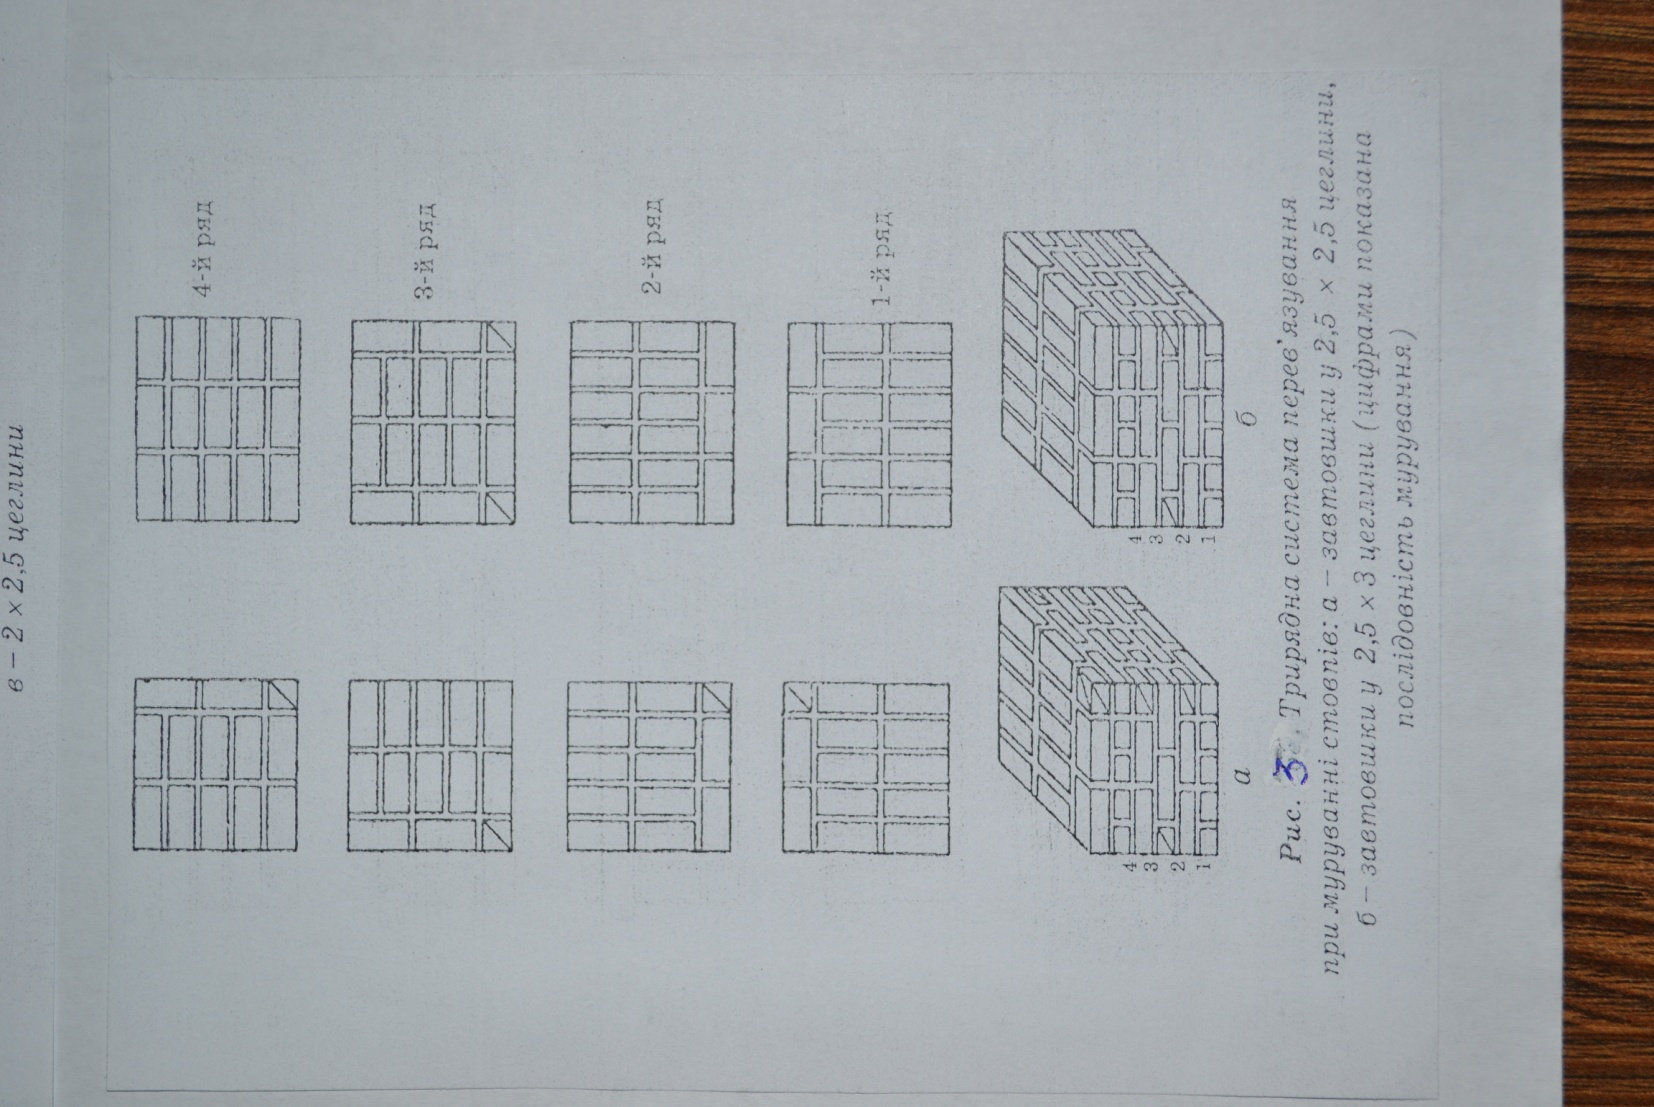 в – 2 × 2,5 цеглини
4-й ряд
3-й ряд
2-й ряд
1-й ряд
4
3
2
1
4
3
2
1
а
б
Рис. 3. Трирядна система перев'язування
при муруванні стовпів: а – завтовшки у 2,5 × 2,5 цеглини,
б – завтовшки у 2,5 × 3 цеглини (цифрами показана
послідовність мурування)